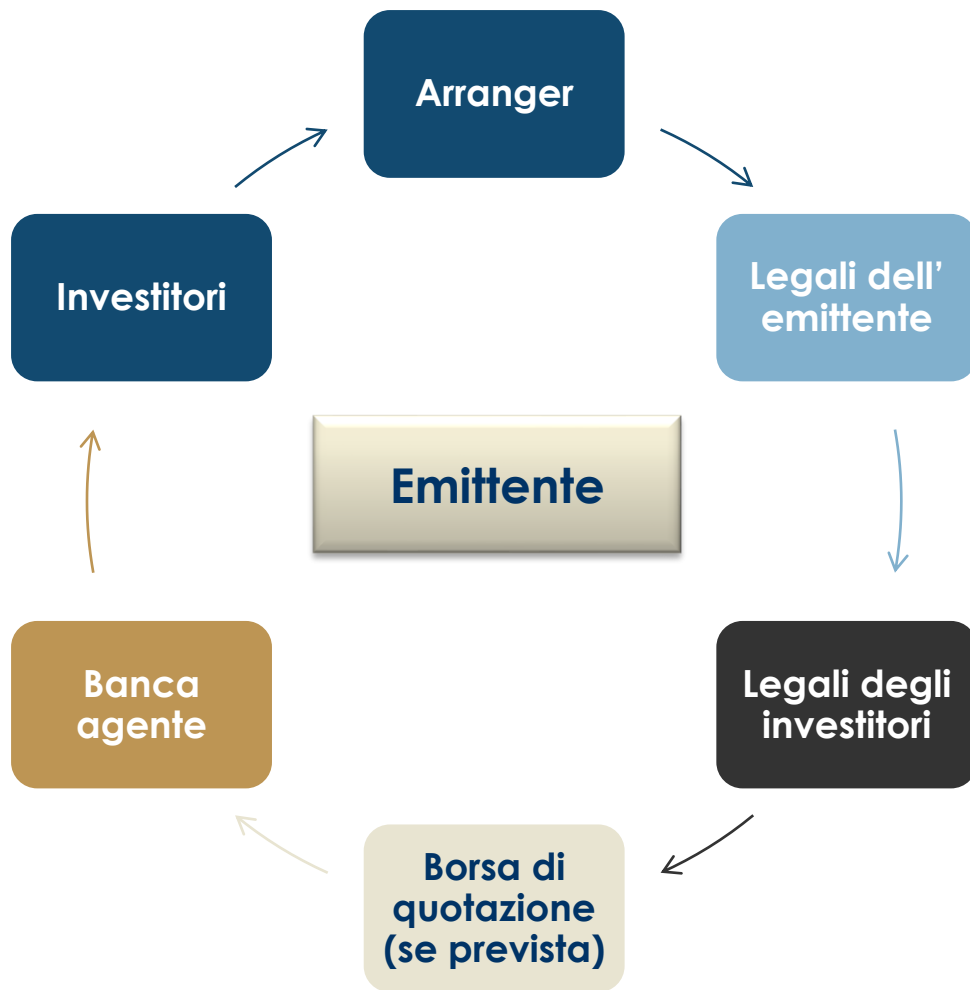 Arranger
Legali dell’
emittente
Legali degli
investitori
Borsa di
quotazione
(se prevista)
Banca
agente
Investitori
Emittente